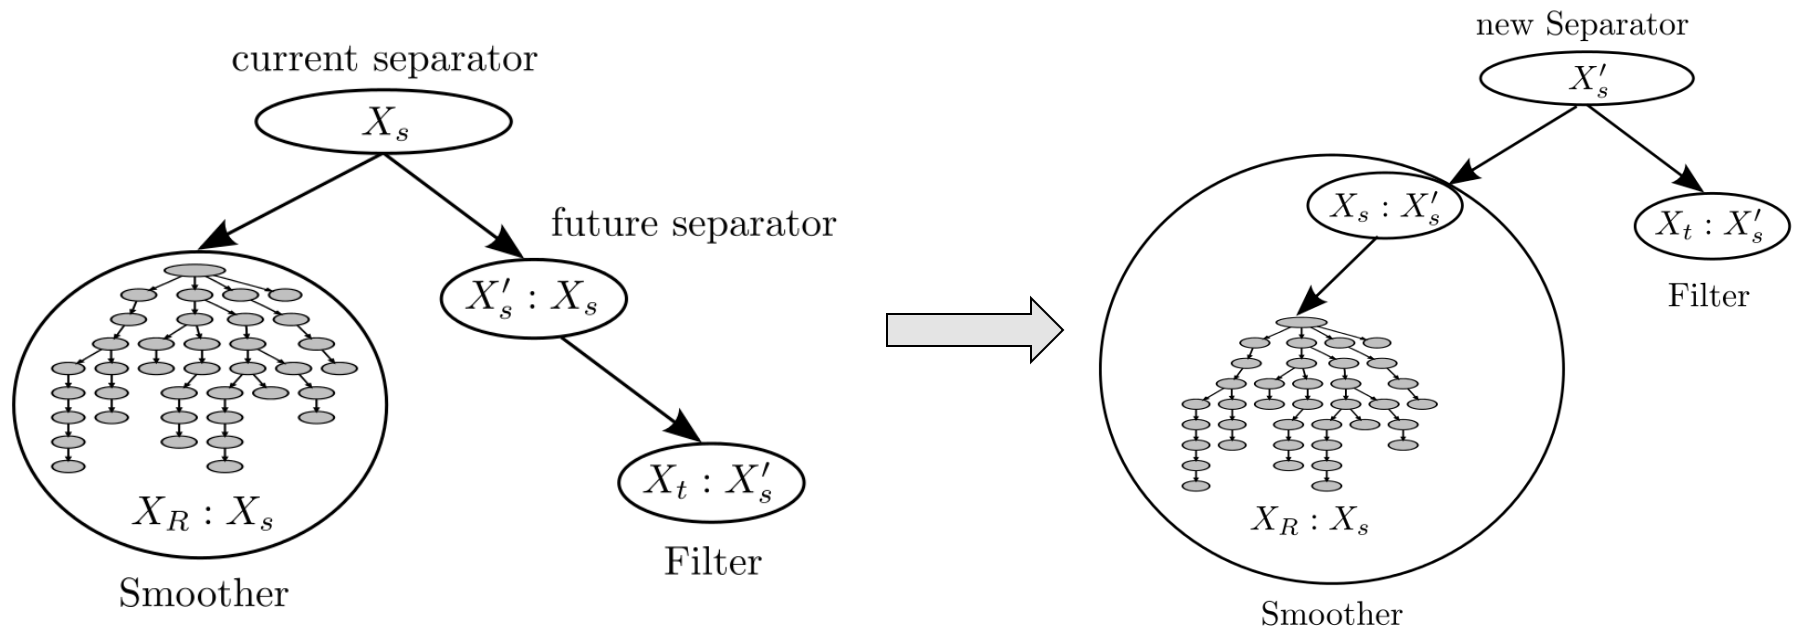 current separator
X_s
future separator
X'_s : X_s
X_R : X_s
X_t : X'_s
Filter
Smoother
new Separator
X'_s
X_s : X'_s
X_t : X'_s
Filter
X_R : X_s
Smoother